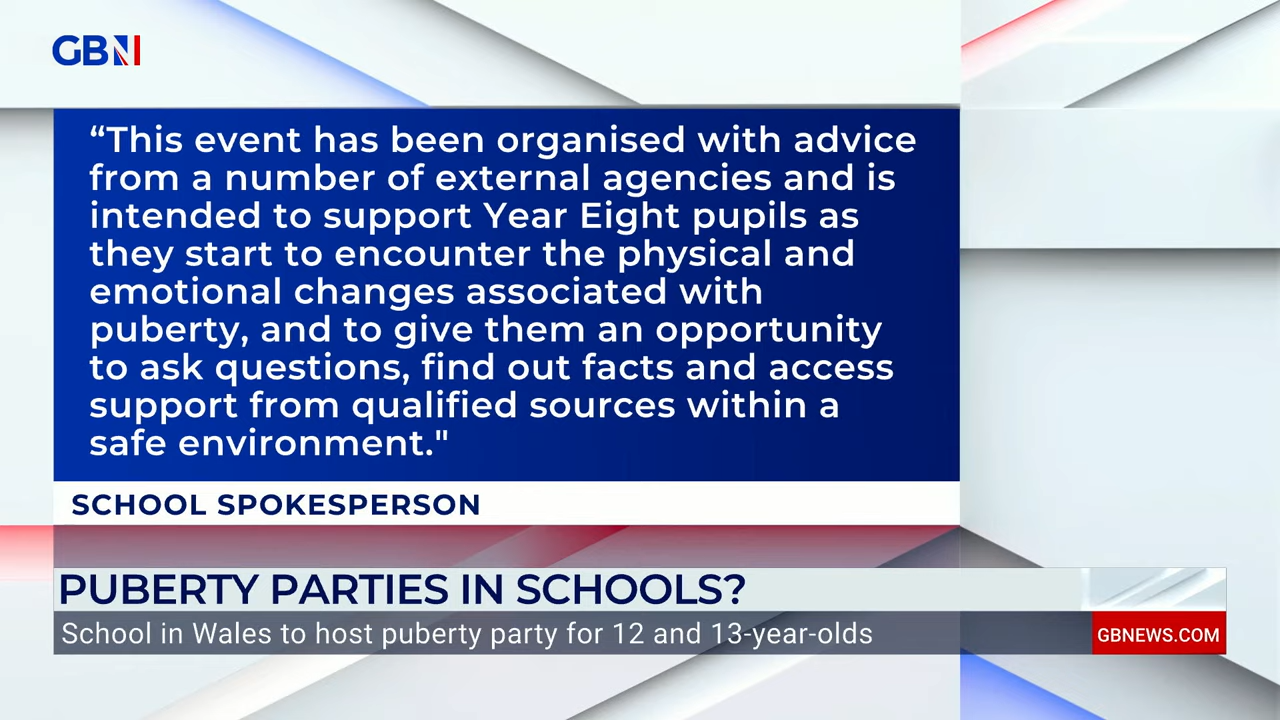 GBN
“This event has been organised with advice
from a number of external agencies and is
intended to support Year Eight pupils as
they start to encounter the physical and
emotional changes associated with
puberty, and to give them an opportunity
to ask questions, find out facts and access
support from qualified sources within a
safe environment."
SCHOOL SPOKESPERSON
PUBERTY PARTIES IN SCHOOLS?
School in Wales to host puberty party for 12 and 13-year-olds
GBNEWS.COM